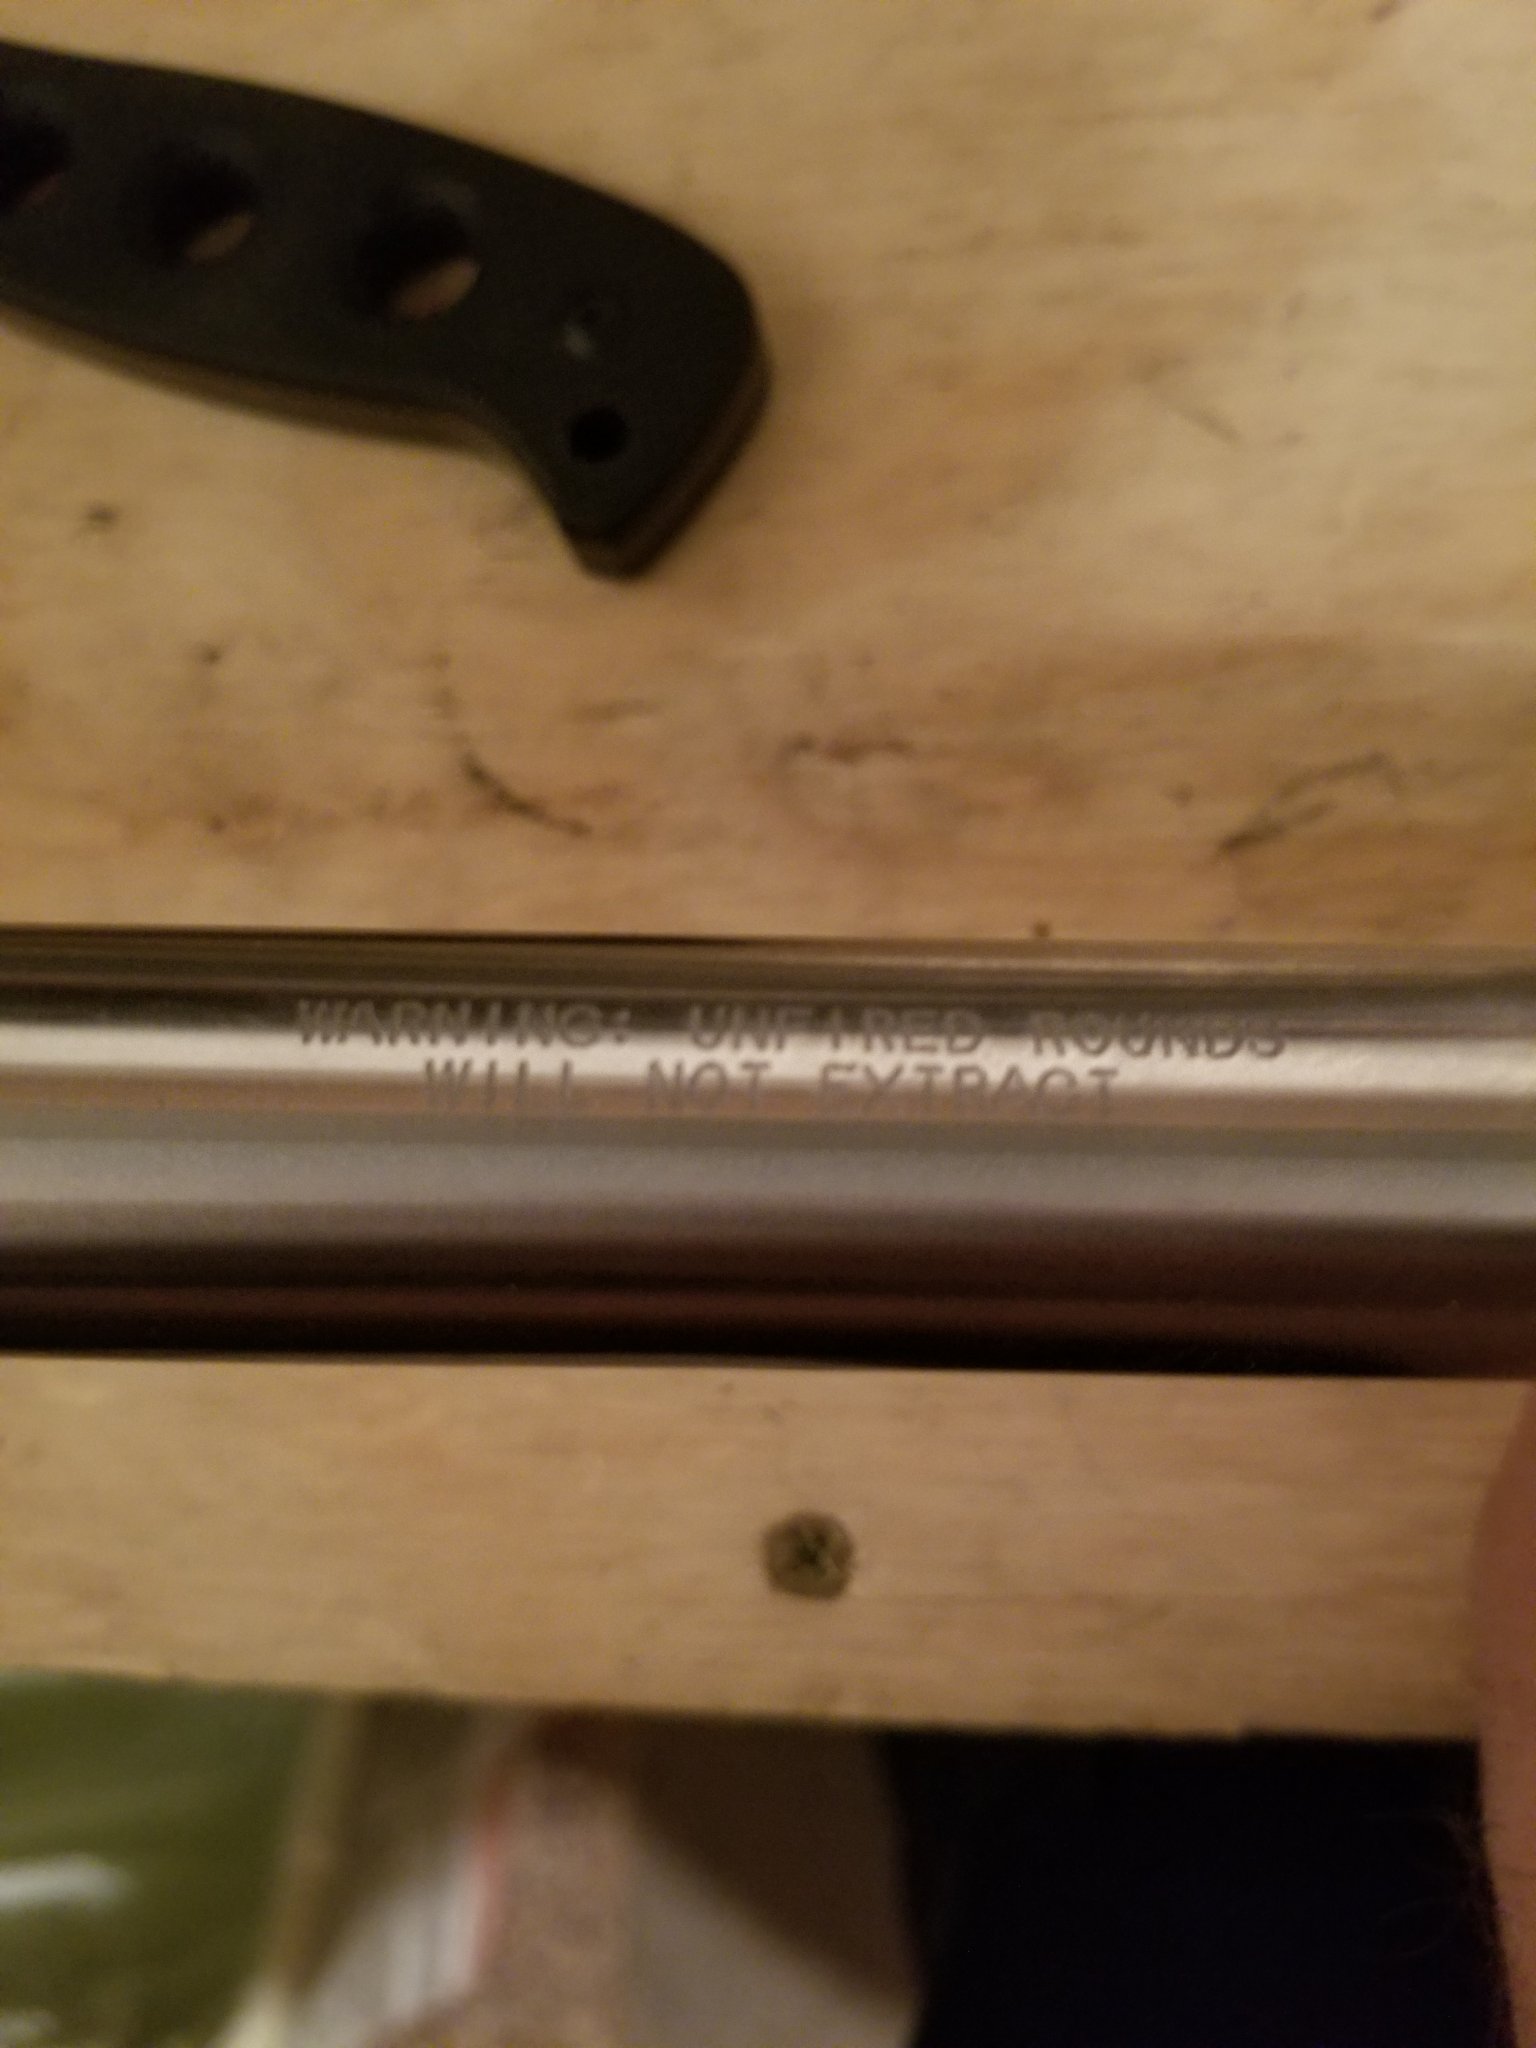 WARNING: UNFIRED ROUNDS
WILL NOT EXTRACT